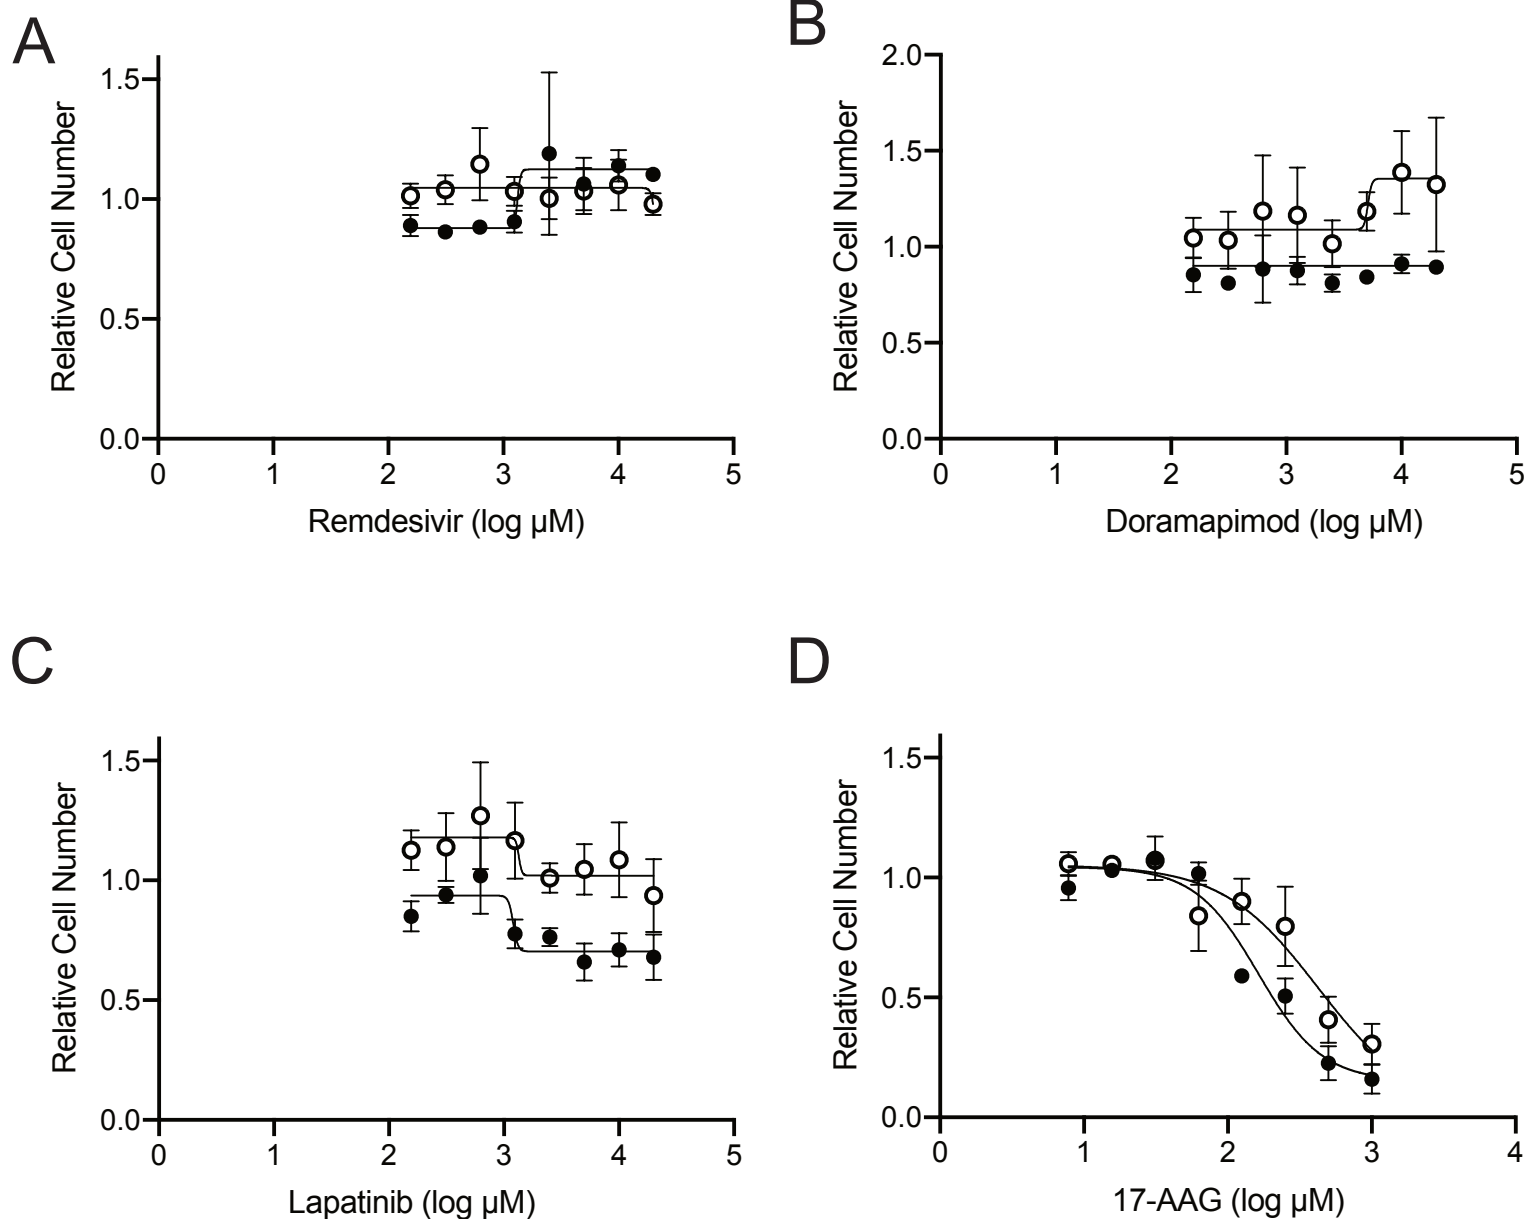 A
Relative Cell Number
1.5
1.0
0.5
0.0
0 1 2 3 4 5
Remdesivir (log µM)
B
Relative Cell Number
2.0
1.5
1.0
0.5
0.0
0 1 2 3 4 5
Doramapimod (log µM)
C
Relative Cell Number
1.5
1.0
0.5
0.0
0 1 2 3 4 5
Lapatinib (log µM)
D
Relative Cell Number
1.5
1.0
0.5
0.0
0 1 2 3 4
17-AAG (log µM)